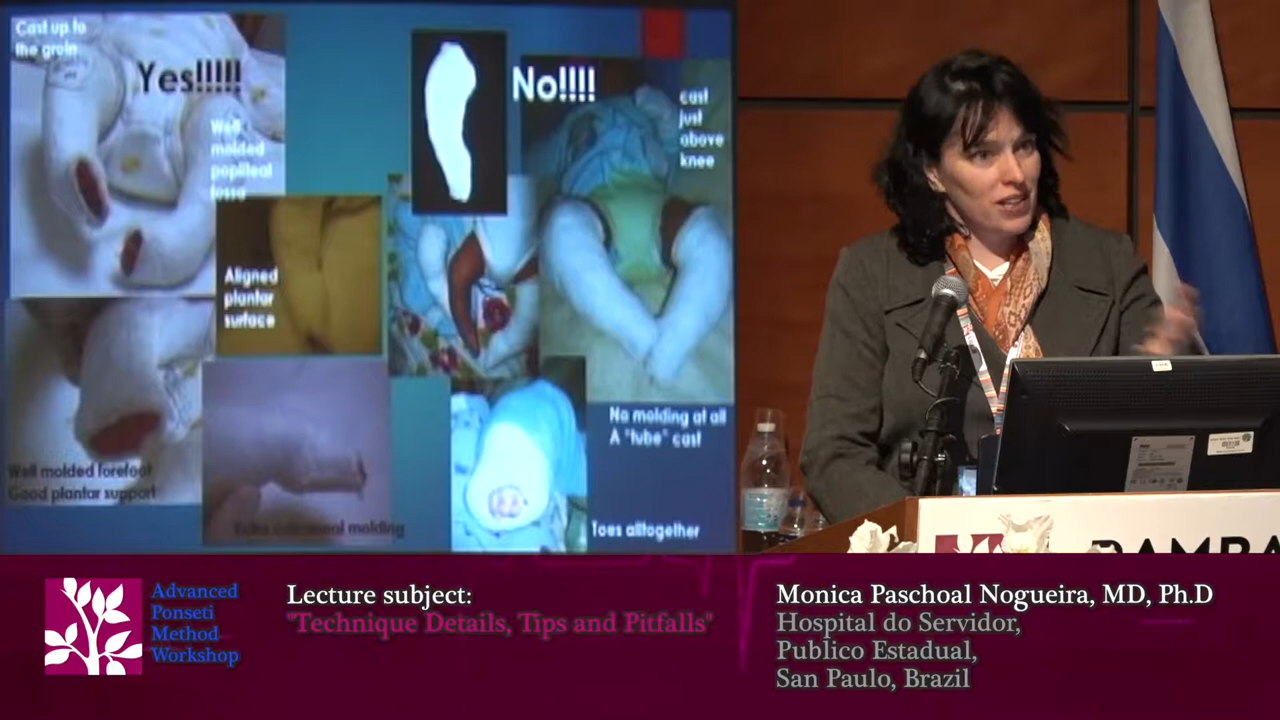 Cast up to
the groin
Yes!!!!!
Well
molded
popliteal
fossa
Aligned
plantar
surface
Well molded forefoot
Good plantar support
molding
No!!!!
cast
just
above
knee
No molding at all
A "tube" cast
Toes alltogether
Advanced
Ponseti
Method
Workshop
Lecture subject:
"Technique Details, Tips and Pitfalls"
Monica Paschoal Nogueira, MD, Ph.D
Hospital do Servidor,
Publico Estadual,
San Paulo, Brazil